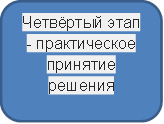 Четвёртый этап
- практическое
принятие
решения